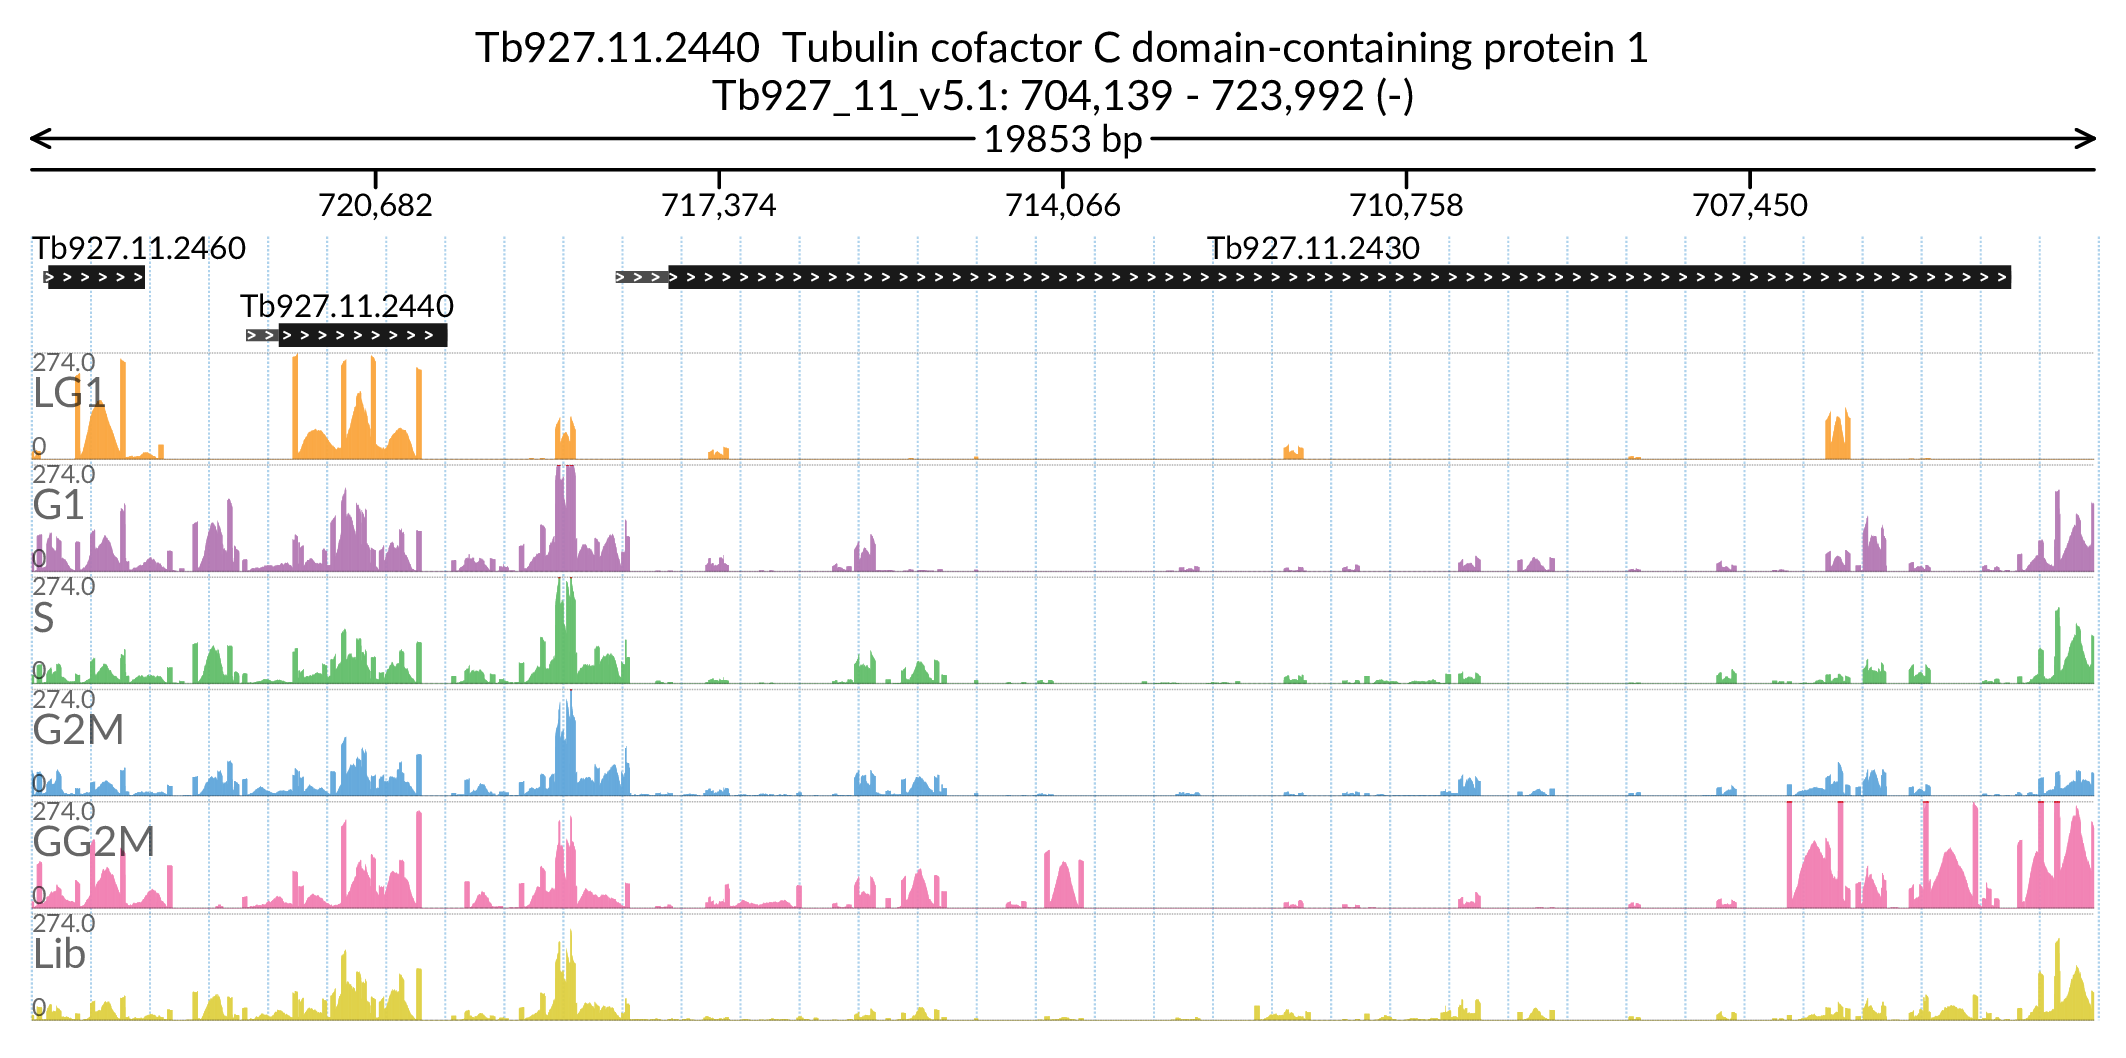 Tb927.11.2440  Tubulin cofactor C domain-containing protein 1
Tb927_11_v5.1: 704,139 - 723,992 (-)
19853 bp
720,682 717,374 714,066 710,758 707,450
Tb927.11.2460 Tb927.11.2430
Tb927.11.2440
274.0
LG1
0
274.0
G1
0
274.0
S
0
274.0
G2M
0
274.0
GG2M
0
274.0
Lib
0